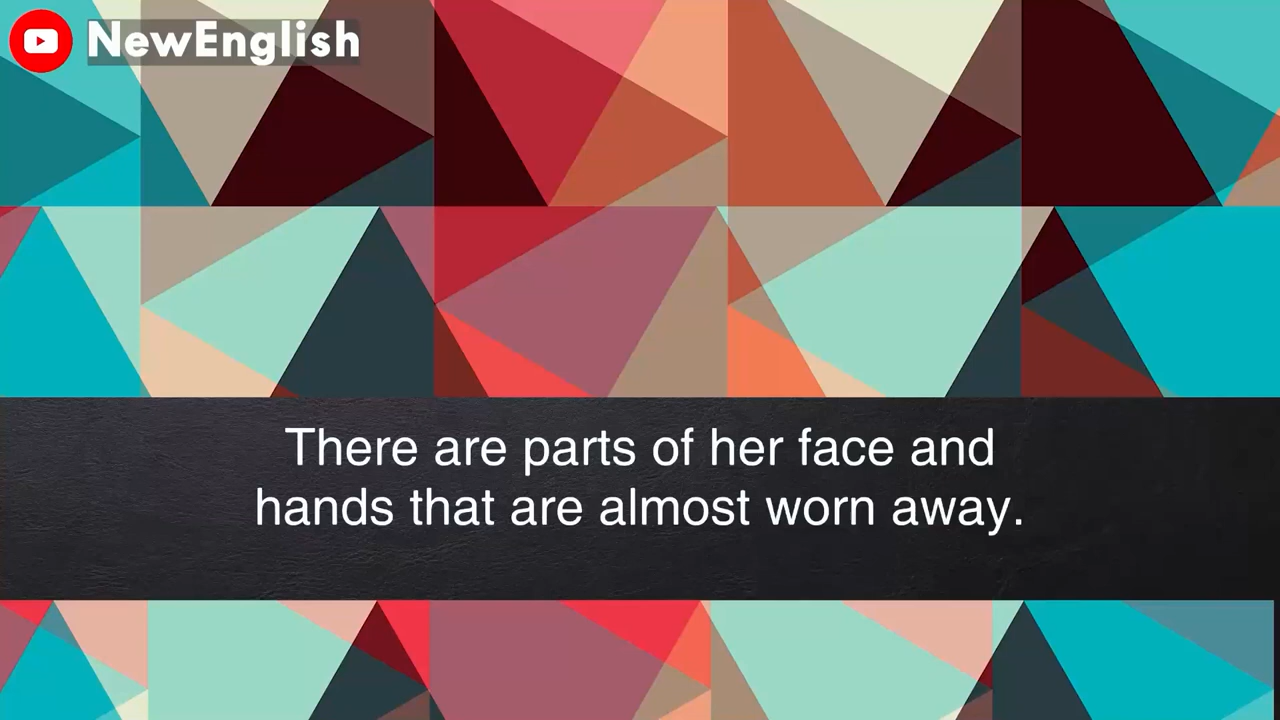 NewEnglish
There are parts of her face and
hands that are almost worn away.